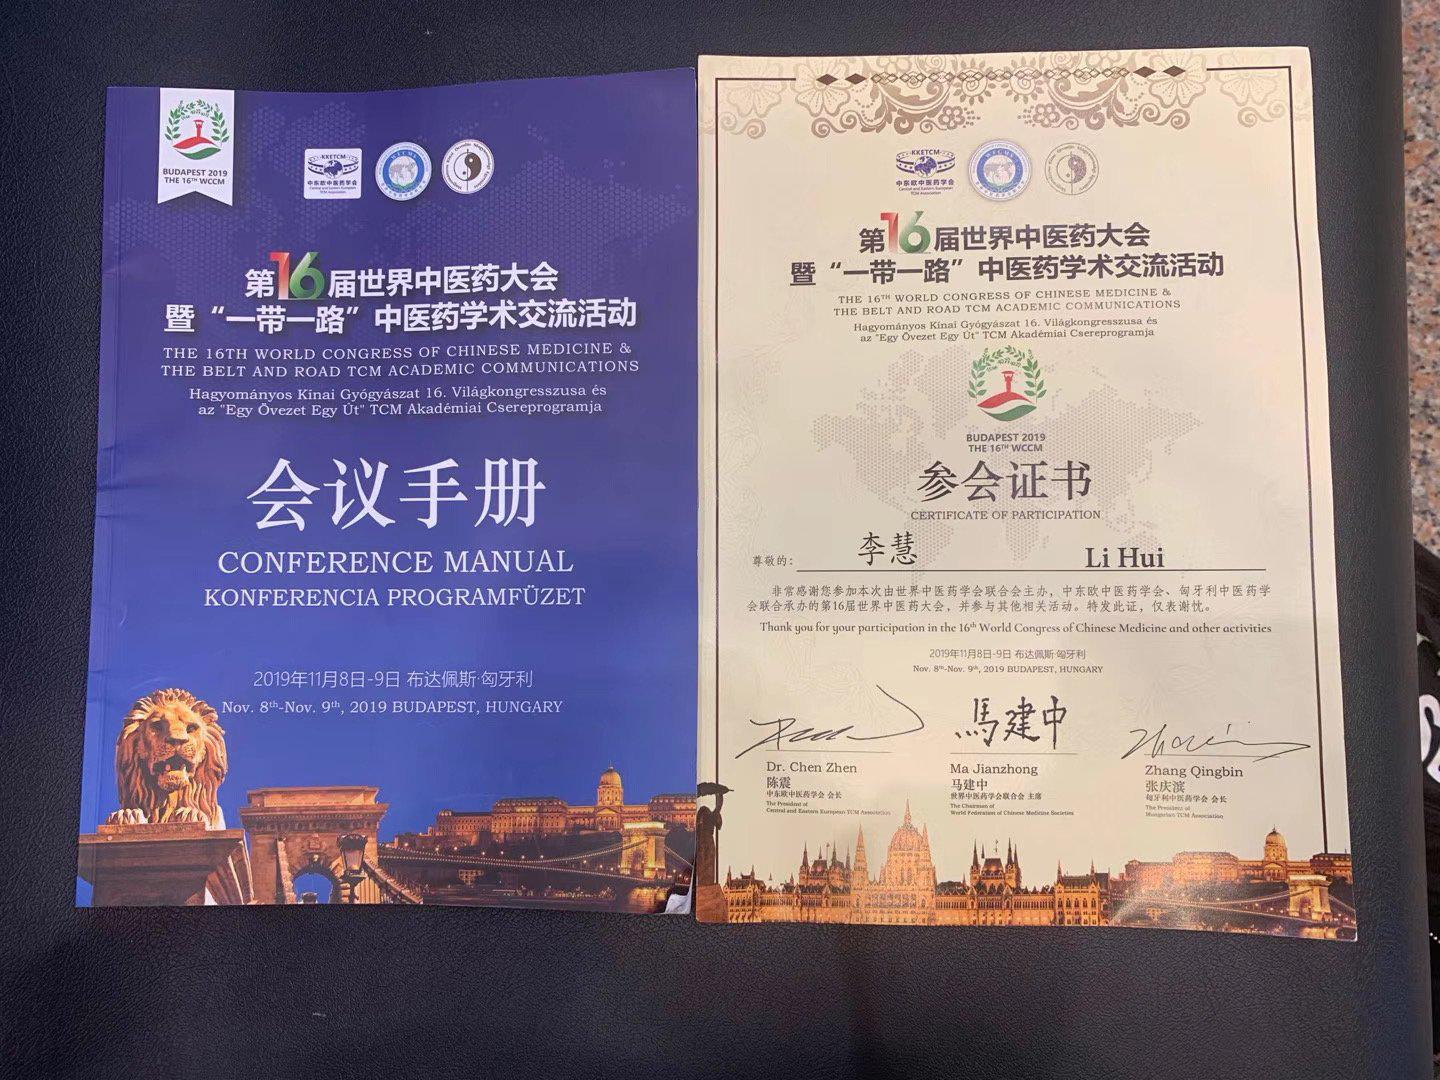 BUDAPEST 2019
THE 16TH WCCM
KKETCM
中东欧中医药学会
Central and Eastern European
TCM Association
第16届世界中医药大会
暨“一带一路”中医药学术交流活动
THE 16TH WORLD CONGRESS OF CHINESE MEDICINE &
THE BELT AND ROAD TCM ACADEMIC COMMUNICATIONS
Hagyományos Kínai Gyógyászat 16. Világkongresszusa és
az "Egy Övezet Egy Út" TCM Akadémiai Csereprogramja
会议手册
CONFERENCE MANUAL
KONFERENCIA PROGRAMFÜZET
2019年11月8日-9日 布达佩斯·匈牙利
Nov. 8th-Nov. 9th, 2019 BUDAPEST, HUNGARY
KKETCM
中东欧中医药学会
Central and Eastern European
TCM Association
第16届世界中医药大会
暨“一带一路”中医药学术交流活动
THE 16TH WORLD CONGRESS OF CHINESE MEDICINE &
THE BELT AND ROAD TCM ACADEMIC COMMUNICATIONS
Hagyományos Kínai Gyógyászat 16. Világkongresszusa és
az "Egy Övezet Egy Út" TCM Akadémiai Csereprogramja
BUDAPEST 2019
THE 16TH WCCM
参会证书
CERTIFICATE OF PARTICIPATION
尊敬的: 李慧 Li Hui
非常感谢您参加本次由世界中医药学会联合会主办，中东欧中医药学会、匈牙利中医药学
会联合承办的第16届世界中医药大会，并参与其他相关活动。特发此证，仅表谢忱。
Thank you for your participation in the 16th World Congress of Chinese Medicine and other activities
2019年11月8日-9日 布达佩斯·匈牙利
Nov. 8th-Nov. 9th, 2019 BUDAPEST, HUNGARY
馬建中
Dr. Chen Zhen
陈震
中东欧中医药学会 会长
The President of
Central and Eastern European TCM Association
Ma Jianzhong
马建中
世界中医药学会联合会 主席
The Chairman of
World Federation of Chinese Medicine Societies
Zhang Qingbin
张庆滨
匈牙利中医药学会 会长
The President of
Hungarian TCM Association